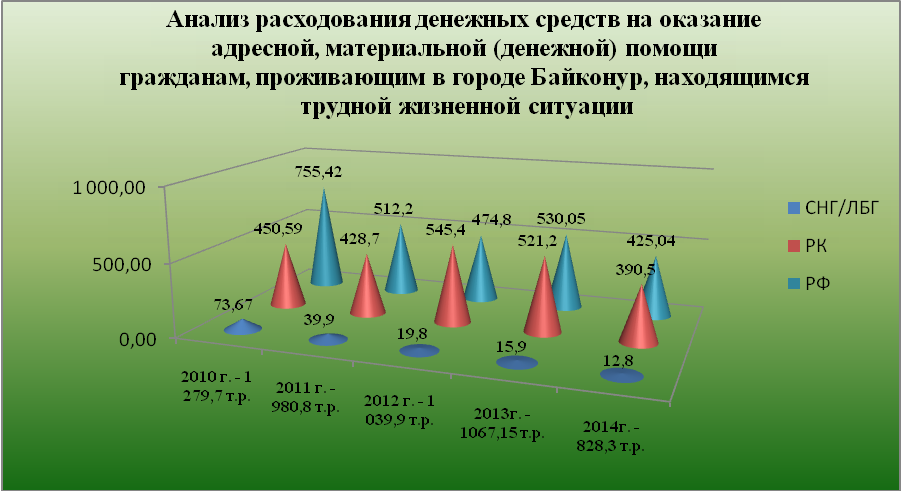 Анализ расходования денежных средств на оказание
адресной, материальной (денежной) помощи
гражданам, проживающим в городе Байконур, находящимся
трудной жизненной ситуации
1 000,00
500,00
0,00
755,42
450,59
73,67
512,2
428,7
39,9
474,8
545,4
19,8
530,05
521,2
15,9
425,04
390,5
12,8
2010 г. - 1
279,7 т.р.
2011 г. -
980,8 т.р.
2012 г. - 1
039,9 т.р.
2013г. -
1067,15 т.р.
2014г. -
828,3 т.р.
СНГ/ЛБГ
РК
РФ